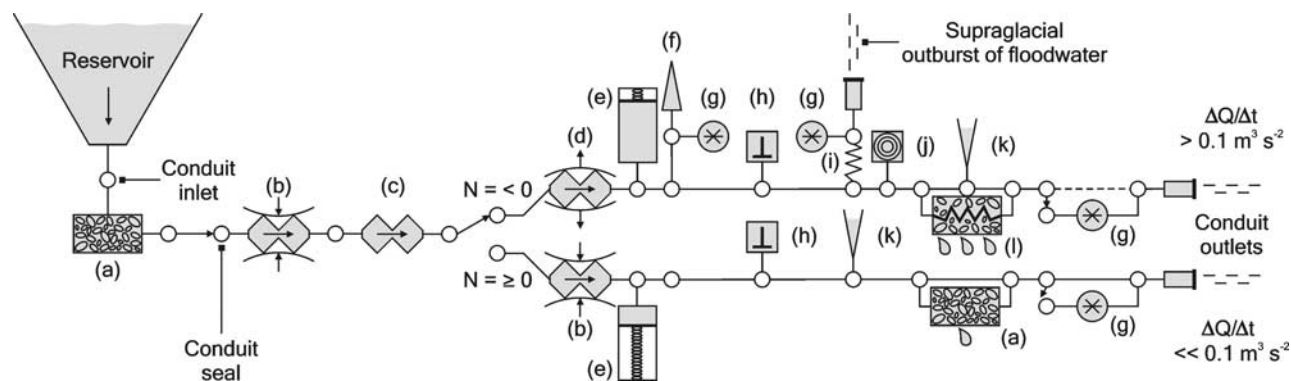 Reservoir
Conduit
inlet
(a)
(b)
(c)
Conduit
seal
N = < 0
N = ≥ 0
(d)
(e)
(f)
(g)
(h)
(g)
(i)
Supraglacial
outburst of floodwater
(j)
(k)
(l)
(g)
ΔQ/Δt
> 0.1 m³ s⁻²
Conduit
outlets
(b)
(e)
(h)
(k)
(a)
(g)
ΔQ/Δt
<< 0.1 m³ s⁻²